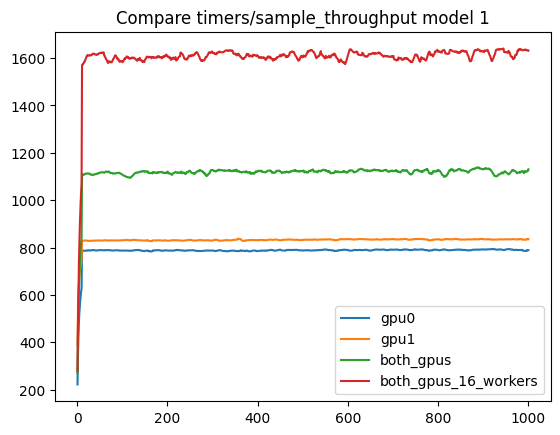 Compare timers/sample_throughput model 1
1600
1400
1200
1000
800
600
400
200
gpu0
gpu1
both_gpus
both_gpus_16_workers
0 200 400 600 800 1000